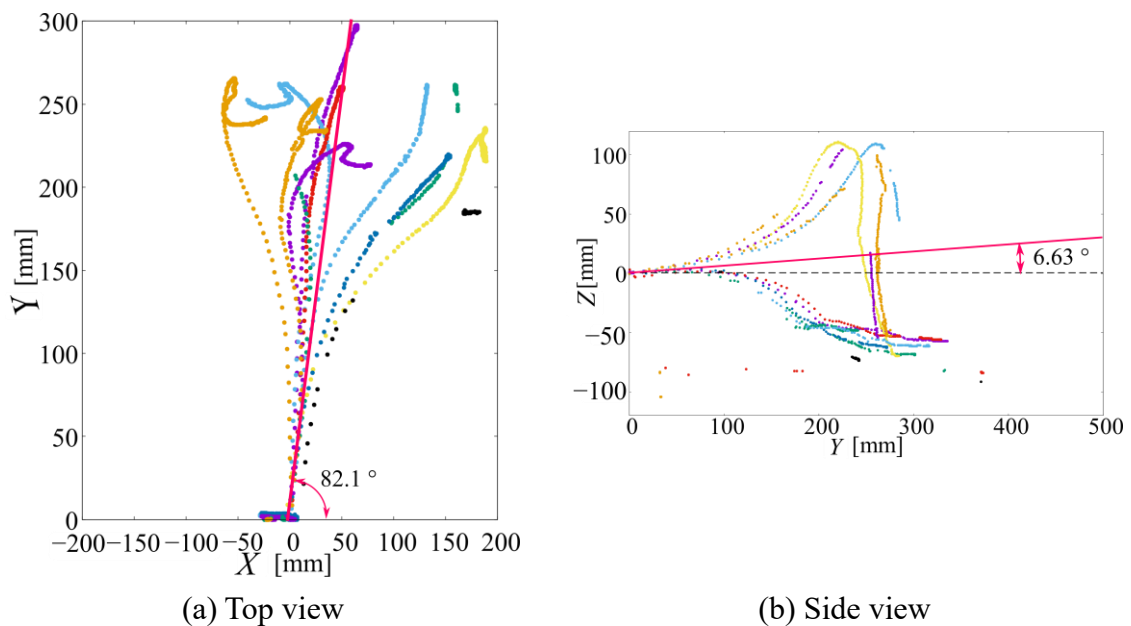 300
250
200
150
100
50
0
Y [mm]
82.1 °
−200 −150 −100 −50 0 50 100 150 200
X [mm]
(a) Top view
100
50
0
−50
−100
Z [mm]
6.63 °
0 100 200 300 400 500
Y [mm]
(b) Side view